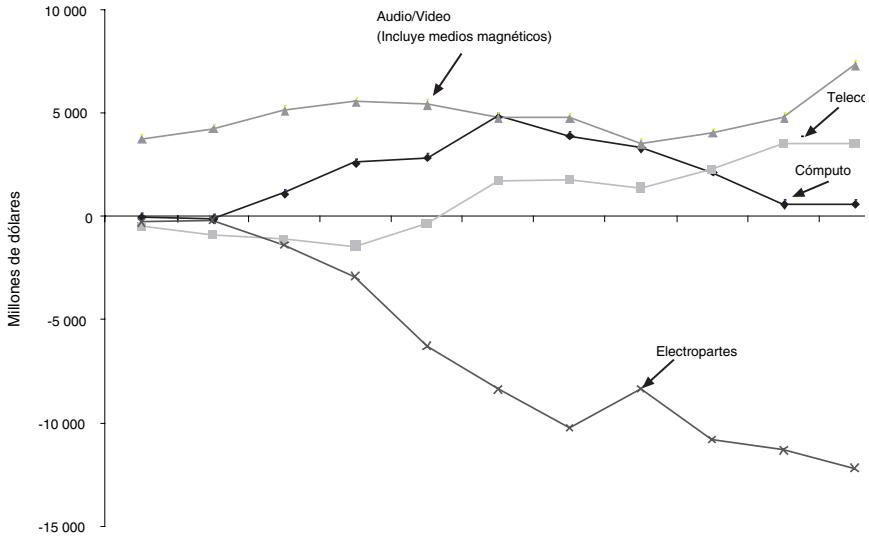 10 000
Audio/Video
(Incluye medios magnéticos)
5 000
Cómputo
0
Millones de dólares
-5 000
Electropartes
-10 000
-15 000